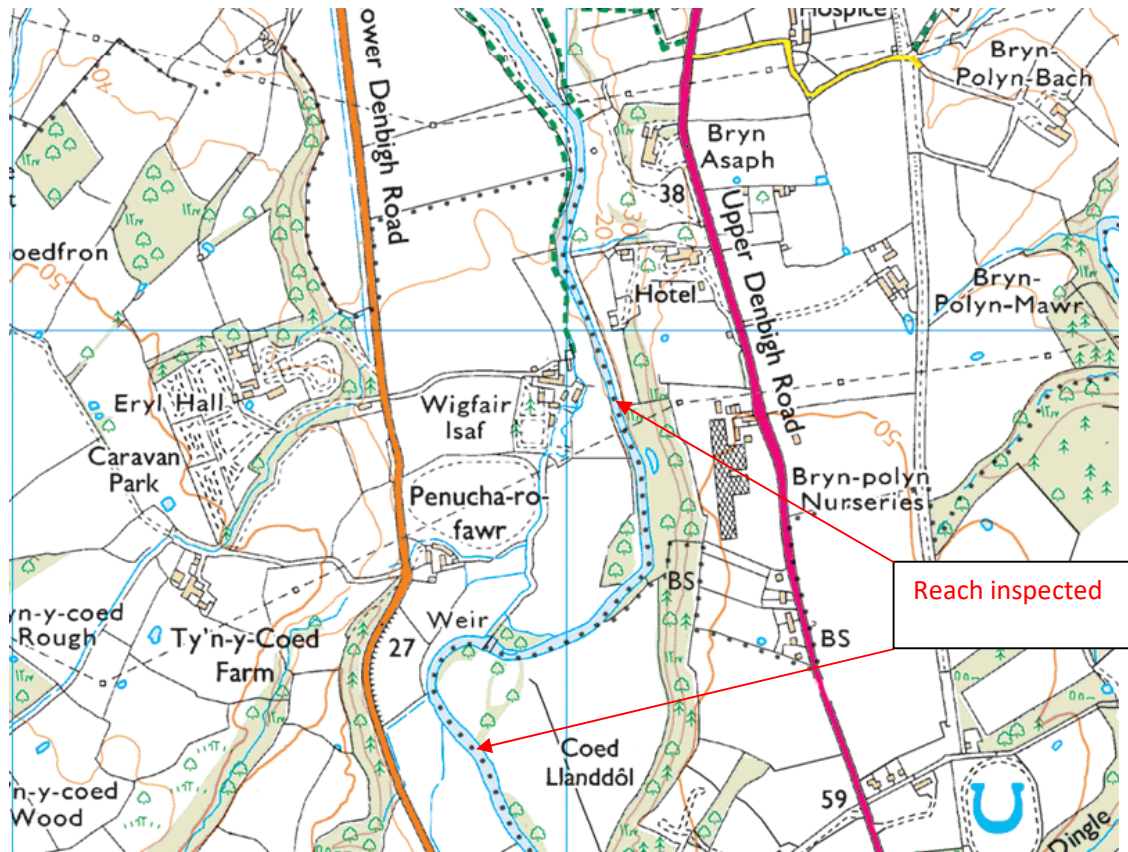 Hospice
Bryn-
Polyn-Bach
40
ower Denbigh Road
Bryn
Asaph
38
Upper Denbigh Road
30
20
oedfron
50
Hotel
Bryn-
Polyn-Mawr
Eryl Hall
Wigfair
Isaf
Caravan
Park
50
Penucha-ro-
fawr
Bryn-polyn
Nurseries
BS
Reach inspected
yn-y-coed
Rough
Ty'n-y-Coed
Farm
Weir
27
BS
Coed
Llanddôl
n-y-coed
Wood
59
Dingle